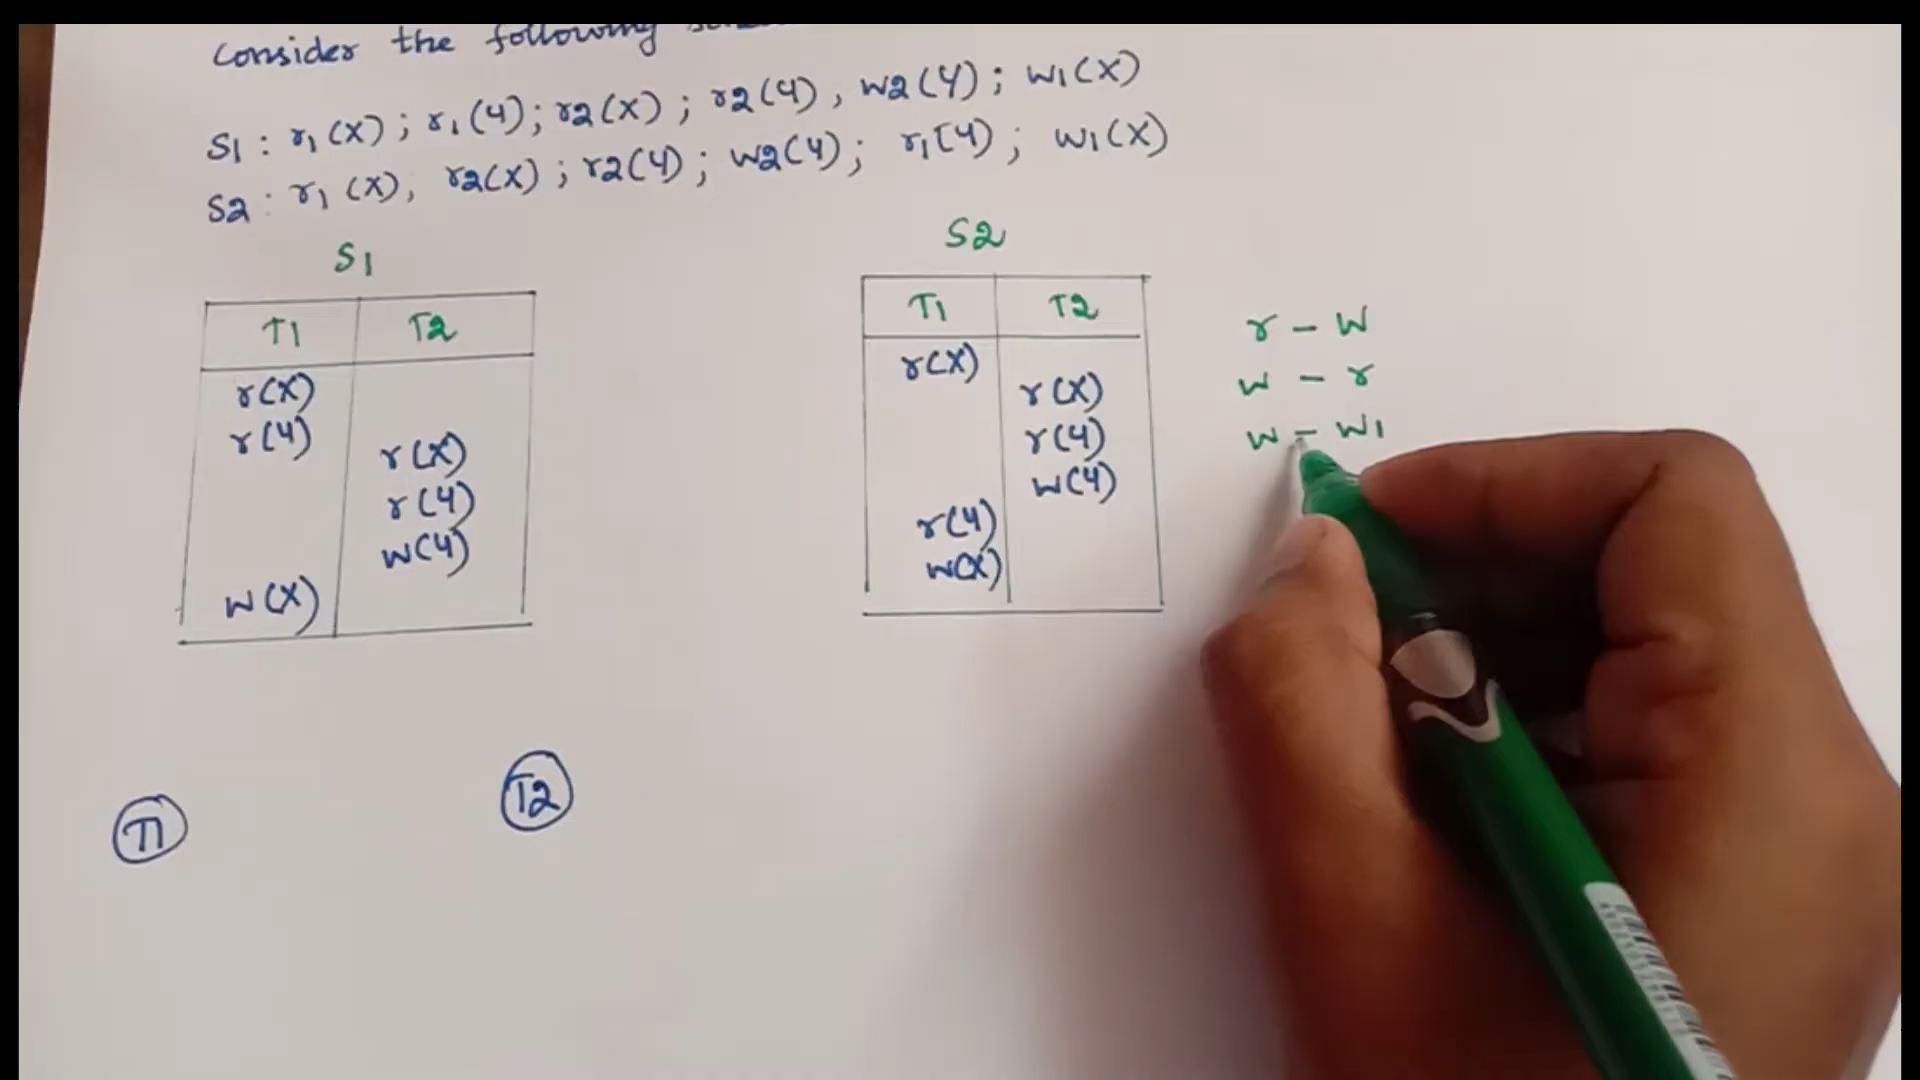 Consider the following
S1 : r1(X) ; r1(Y) ; r2(X) ; r2(Y) , w2(Y) ; w1(X)
S2 : r1(X), r2(X) ; r2(Y) ; w2(Y) ; r1(Y) ; w1(X)
S1
T1 T2
r(X)
r(Y)
r(X)
r(Y)
w(Y)
w(X)
S2
T1 T2
r(X)
r(X)
r(Y)
w(Y)
r(Y)
w(X)
r - w
w - r
w - w1
T1
T2